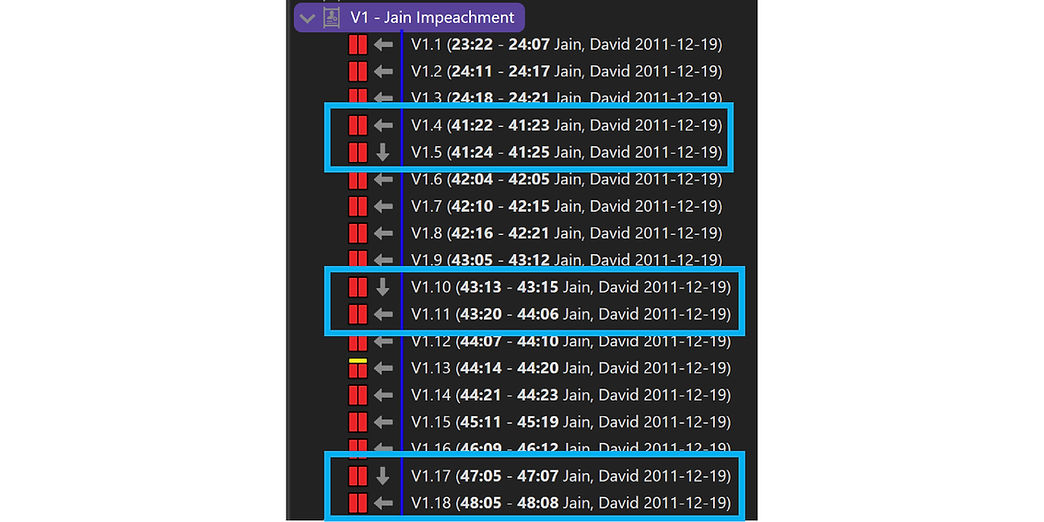 V1 - Jain Impeachment
V1.1 (23:22 - 24:07 Jain, David 2011-12-19)
V1.2 (24:11 - 24:17 Jain, David 2011-12-19)
V1.3 (24:18 - 24:21 Jain, David 2011-12-19)
V1.4 (41:22 - 41:23 Jain, David 2011-12-19)
V1.5 (41:24 - 41:25 Jain, David 2011-12-19)
V1.6 (42:04 - 42:05 Jain, David 2011-12-19)
V1.7 (42:10 - 42:15 Jain, David 2011-12-19)
V1.8 (42:16 - 42:21 Jain, David 2011-12-19)
V1.9 (43:05 - 43:12 Jain, David 2011-12-19)
V1.10 (43:13 - 43:15 Jain, David 2011-12-19)
V1.11 (43:20 - 44:06 Jain, David 2011-12-19)
V1.12 (44:07 - 44:10 Jain, David 2011-12-19)
V1.13 (44:14 - 44:20 Jain, David 2011-12-19)
V1.14 (44:21 - 44:23 Jain, David 2011-12-19)
V1.15 (45:11 - 45:19 Jain, David 2011-12-19)
V1.16 (46:09 - 46:12 Jain, David 2011-12-19)
V1.17 (47:05 - 47:07 Jain, David 2011-12-19)
V1.18 (48:05 - 48:08 Jain, David 2011-12-19)